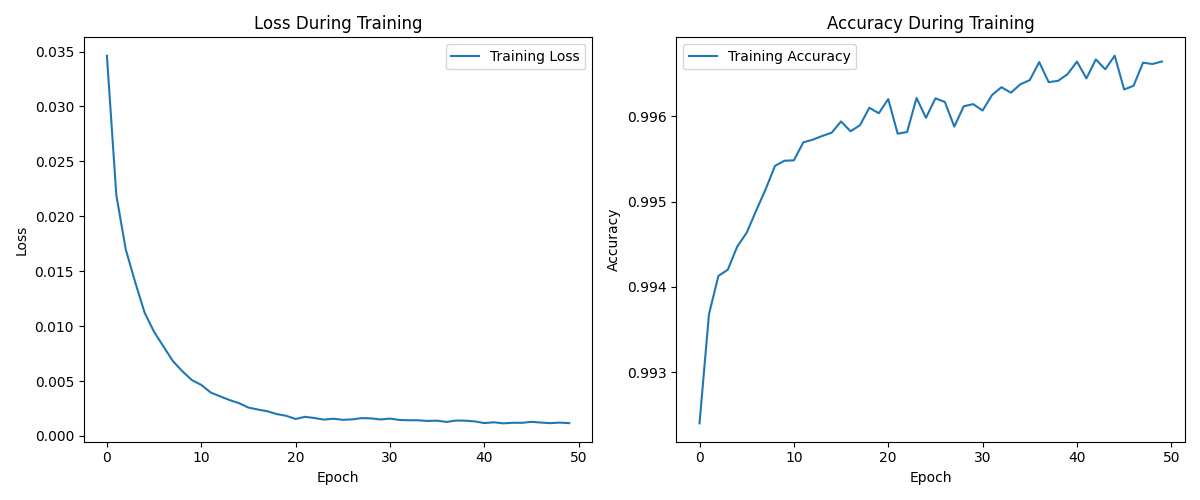 Loss During Training
Training Loss
0.035
0.030
0.025
0.020
0.015
0.010
0.005
0.000
Loss
0 10 20 30 40 50
Epoch
Accuracy During Training
Training Accuracy
0.996
0.995
0.994
0.993
Accuracy
0 10 20 30 40 50
Epoch